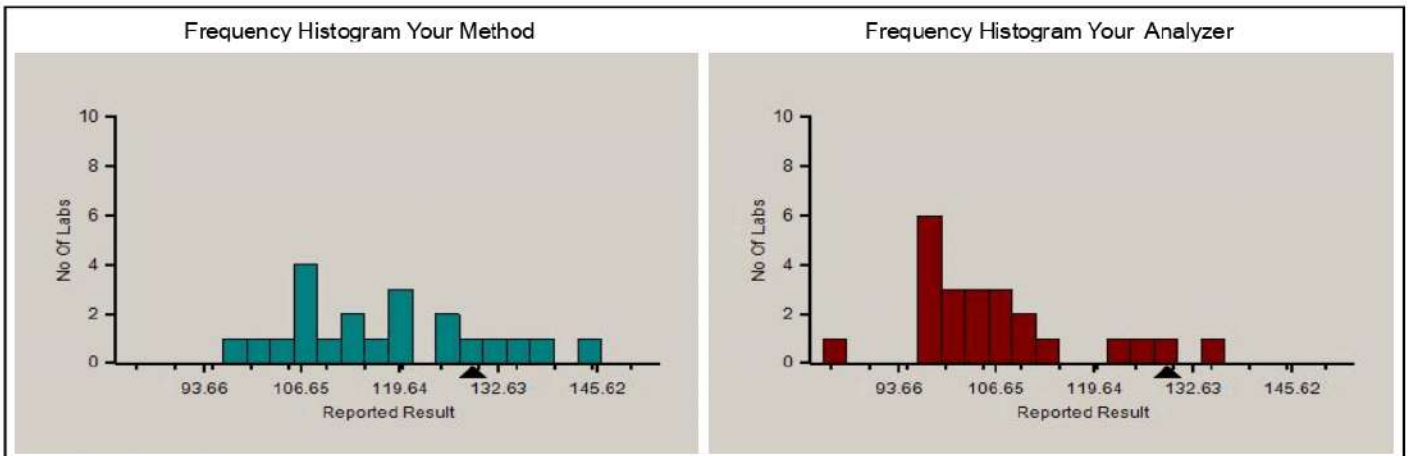 Frequency Histogram Your Method
10
8
6
4
2
0
No Of Labs
93.66 106.65 119.64 132.63 145.62
Reported Result
Frequency Histogram Your Analyzer
10
8
6
4
2
0
No Of Labs
93.66 106.65 119.64 132.63 145.62
Reported Result